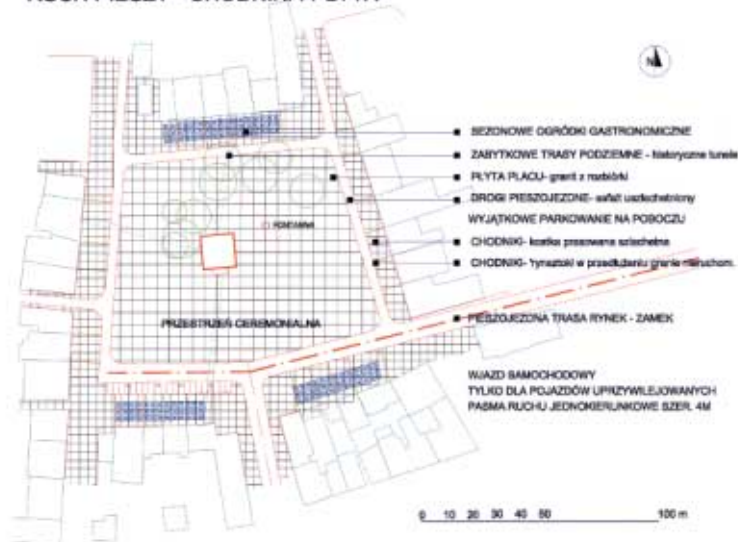 N
SEZONOWE OGRÓDKI GASTRONOMICZNE
ZABYTKOWE TRASY PODZIEMNE - historyczne tunele
PŁYTA PLACU- granit z rozbiórki
DROGI PIESZOJEZDNE- asfalt uszlachetniony
WYJĄTKOWE PARKOWANIE NA POBOCZU
FONTANNA
CHODNIKI- kostka prasowana szlachetna
CHODNIKI- 'rynsztoki w przedłużeniu granic nieruchom.
PRZESTRZEŃ CEREMONIALNA
PIESZOJEZDNA TRASA RYNEK - ZAMEK
WJAZD SAMOCHODOWY
TYLKO DLA POJAZDÓW UPRZYWILEJOWANYCH
PASMA RUCHU JEDNOKIERUNKOWE SZER. 4M
0 10 20 30 40 50 100 m